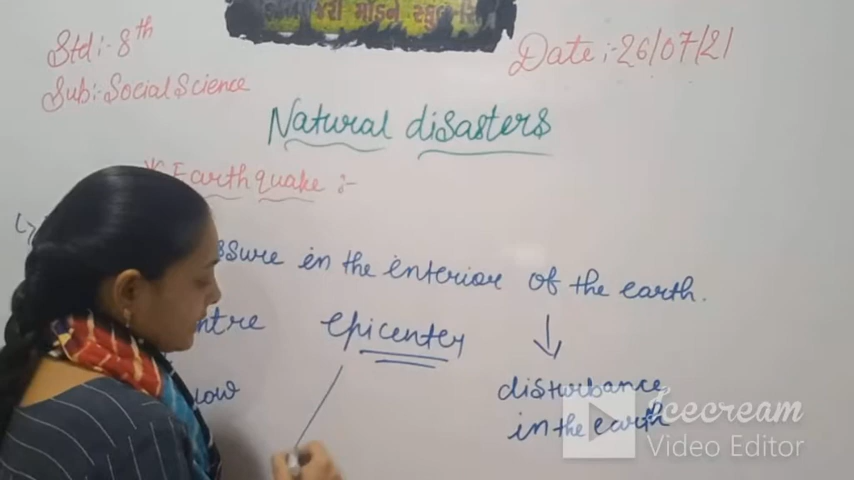 મોડર્ન સ્કુલ
Std:- 8th
Date:- 26/07/21
Sub:- Social Science
Natural disasters
* Earthquake :-
ssure in the interior of the earth.
ntre epicenter
disturbance
in the earth
Icecream
Video Editor